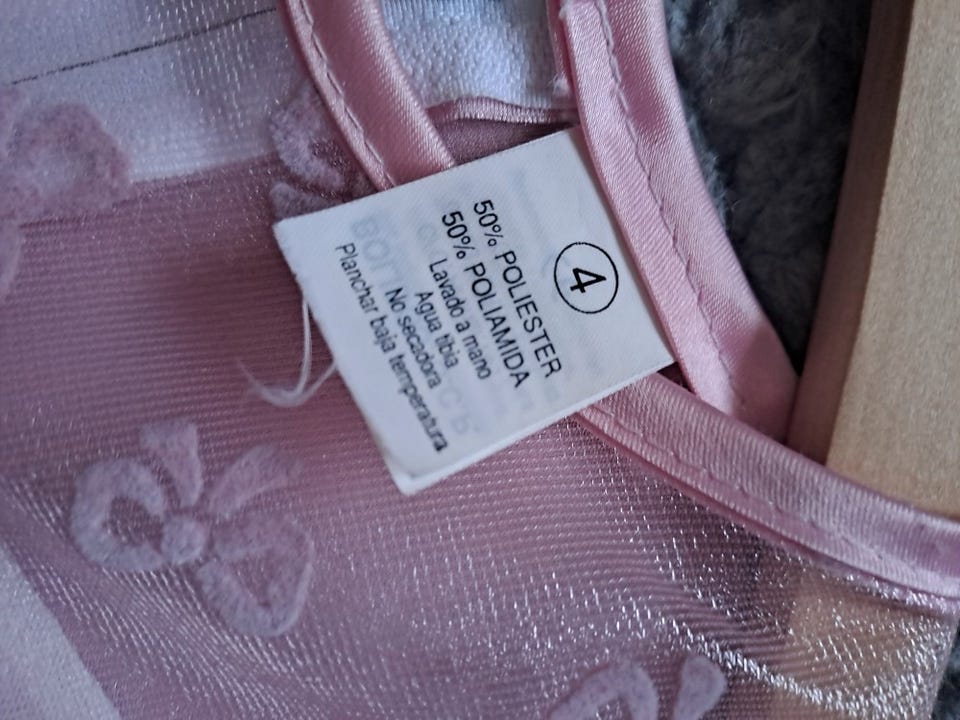 4
50% POLIESTER
50% POLIAMIDA
Lavado a mano
Agua tibia
No secadora
Planchar baja temperatura